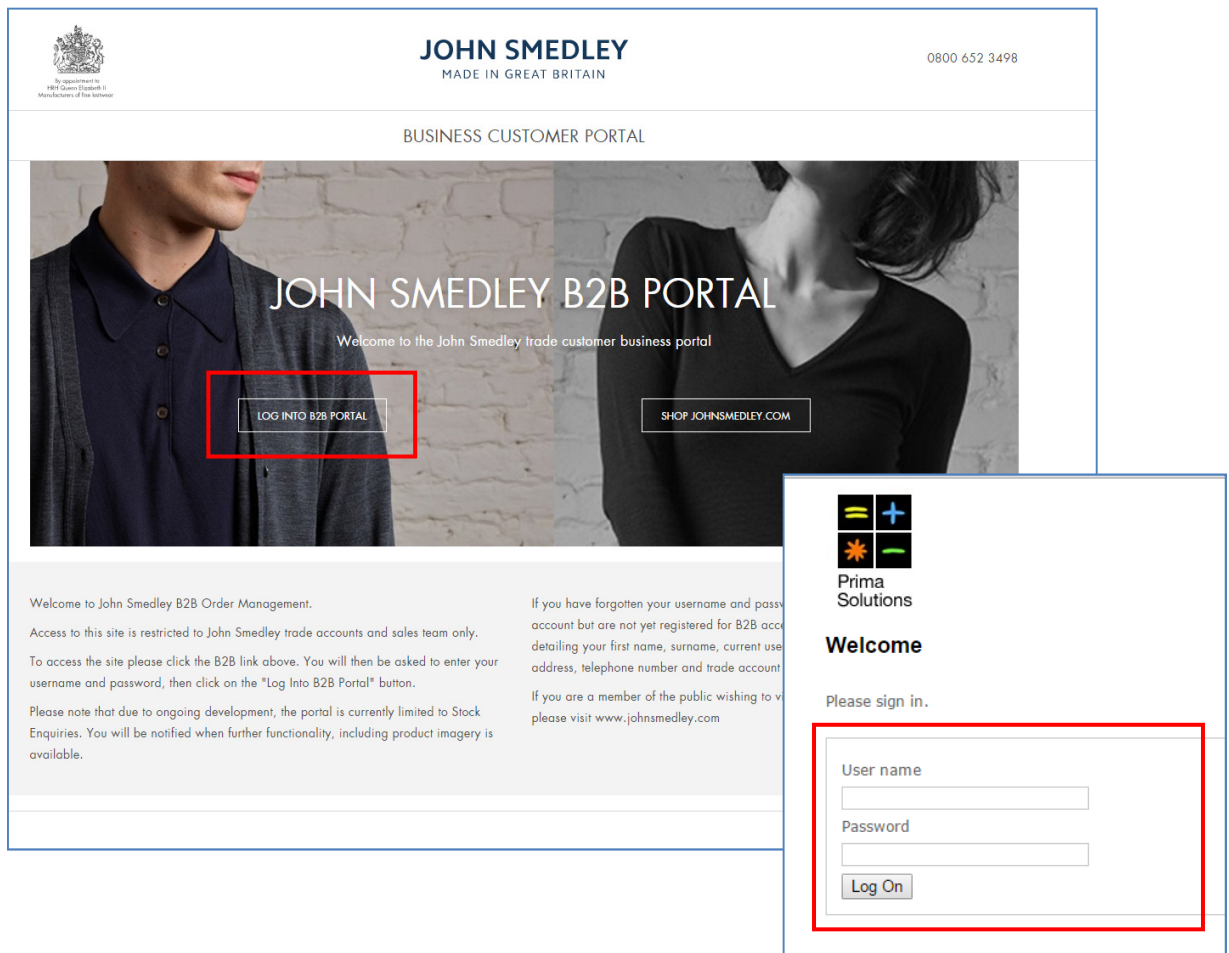 By appointment to
HRH Queen Elizabeth II
Manufacturers of fine knitwear
JOHN SMEDLEY
MADE IN GREAT BRITAIN
0800 652 3498
BUSINESS CUSTOMER PORTAL
JOHN SMEDLEY B2B PORTAL
Welcome to the John Smedley trade customer business portal
LOG INTO B2B PORTAL
SHOP JOHNSMEDLEY.COM
Welcome to John Smedley B2B Order Management.
Access to this site is restricted to John Smedley trade accounts and sales team only.
To access the site please click the B2B link above. You will then be asked to enter your
username and password, then click on the "Log Into B2B Portal" button.
Please note that due to ongoing development, the portal is currently limited to Stock
Enquiries. You will be notified when further functionality, including product imagery is
available.
If you have forgotten your username and passw
account but are not yet registered for B2B acce
detailing your first name, surname, current use
address, telephone number and trade account
If you are a member of the public wishing to vi
please visit www.johnsmedley.com
Prima
Solutions
Welcome
Please sign in.
User name
Password
Log On